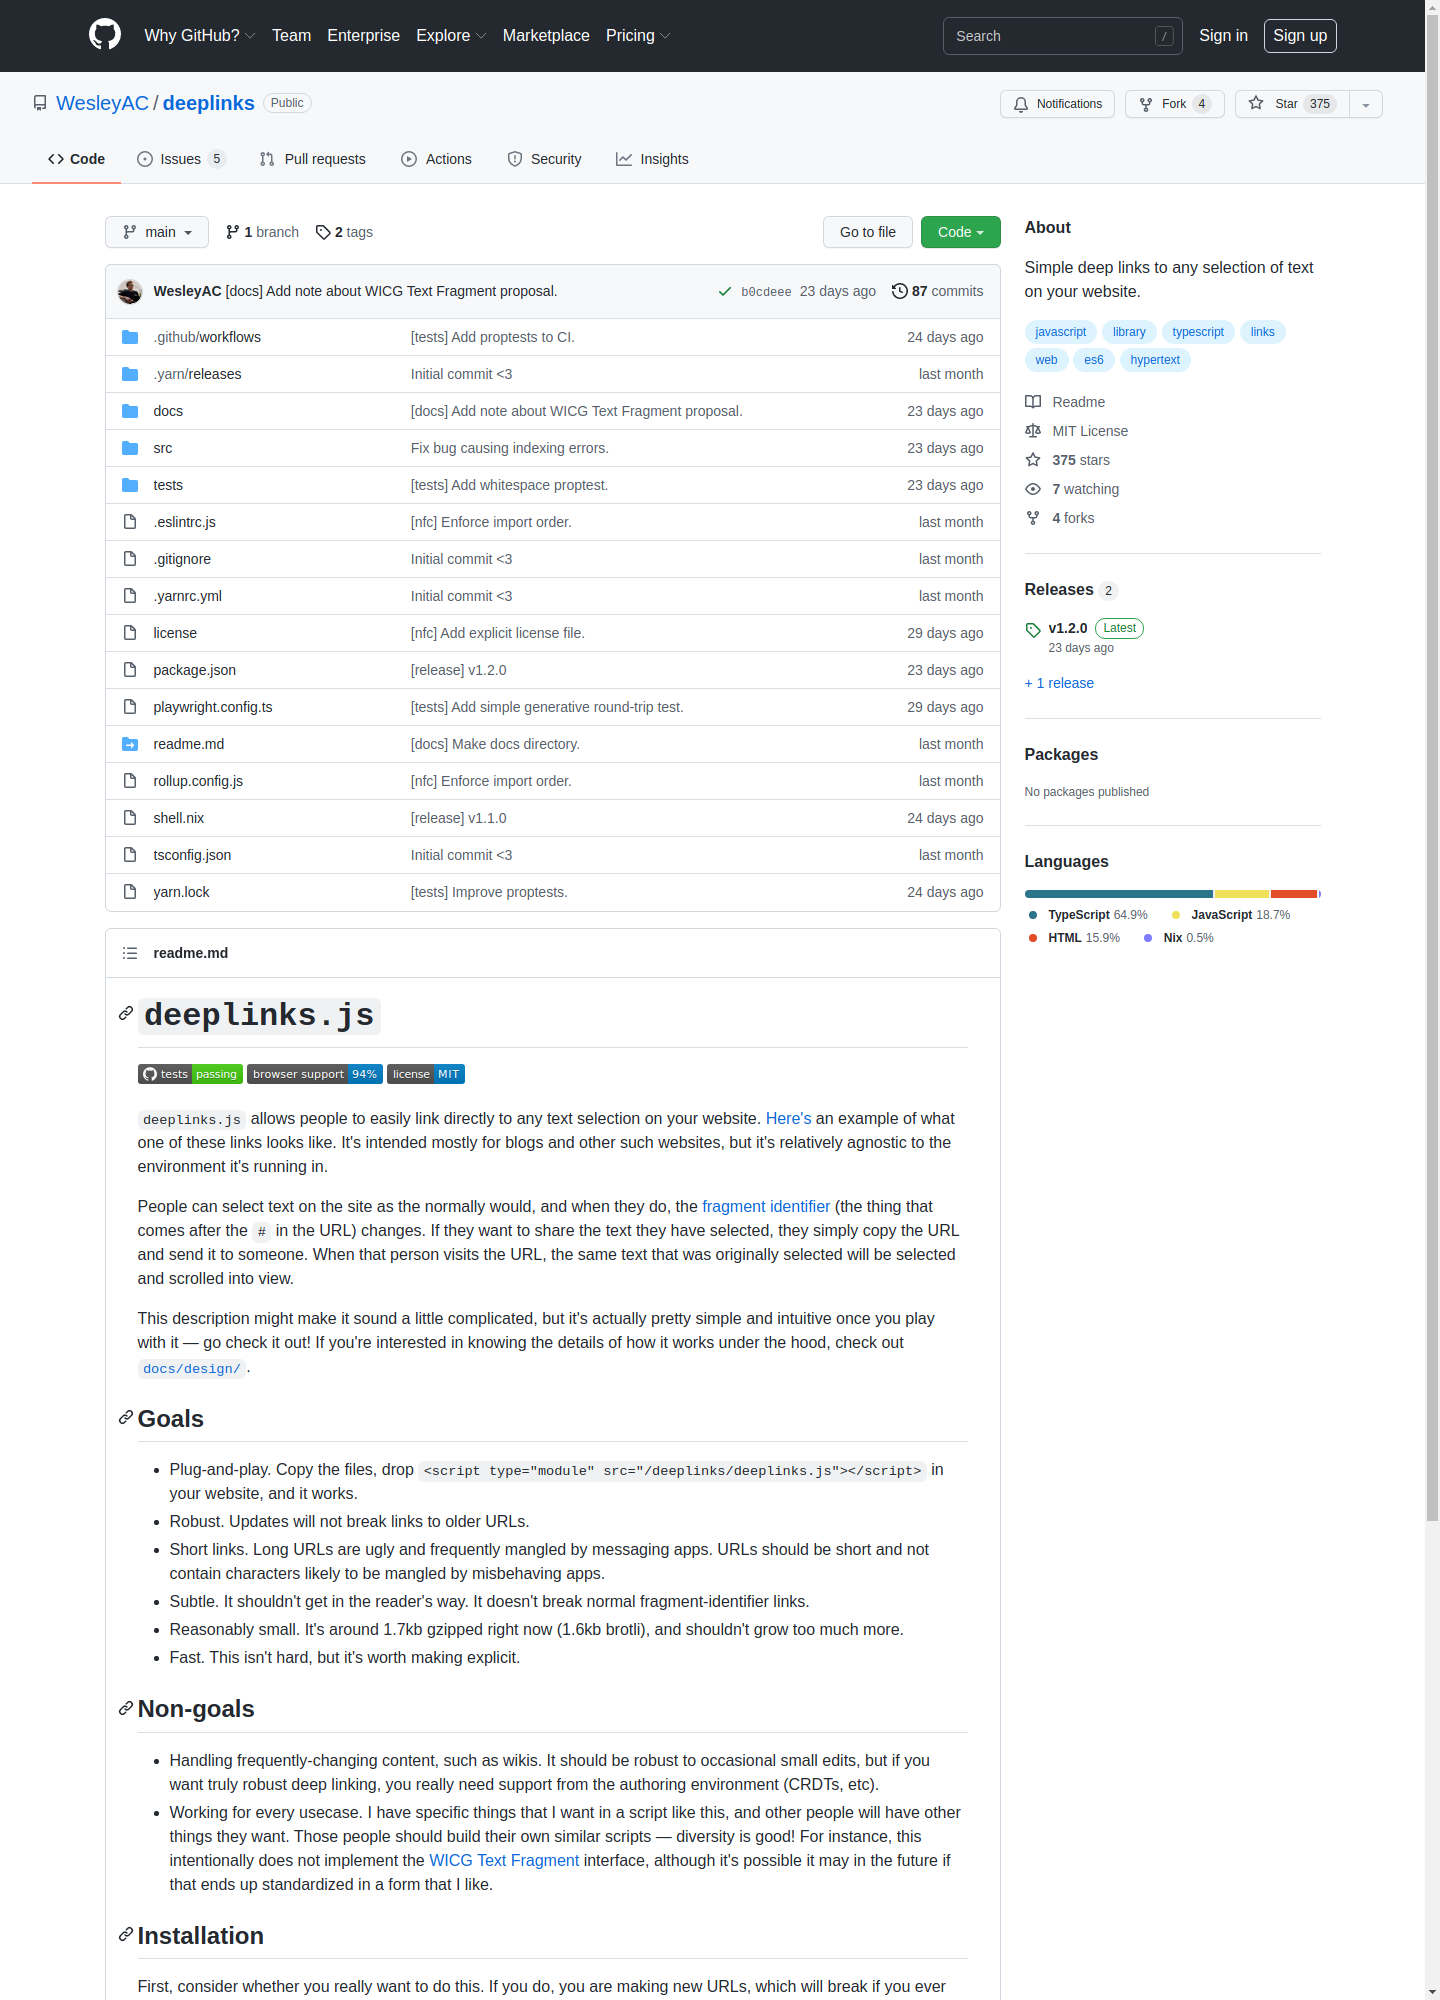 Why GitHub? Team Enterprise Explore Marketplace Pricing Search / Sign in Sign up
WesleyAC / deeplinks Public Notifications Fork 4 Star 375
Code Issues 5 Pull requests Actions Security Insights
main 1 branch 2 tags Go to file Code
WesleyAC [docs] Add note about WICG Text Fragment proposal. b0cdeee 23 days ago 87 commits
.github/workflows [tests] Add proptests to CI. 24 days ago
.yarn/releases Initial commit <3 last month
docs [docs] Add note about WICG Text Fragment proposal. 23 days ago
src Fix bug causing indexing errors. 23 days ago
tests [tests] Add whitespace proptest. 23 days ago
.eslintrc.js [nfc] Enforce import order. last month
.gitignore Initial commit <3 last month
.yarnrc.yml Initial commit <3 last month
license [nfc] Add explicit license file. 29 days ago
package.json [release] v1.2.0 23 days ago
playwright.config.ts [tests] Add simple generative round-trip test. 29 days ago
readme.md [docs] Make docs directory. last month
rollup.config.js [nfc] Enforce import order. last month
shell.nix [release] v1.1.0 24 days ago
tsconfig.json Initial commit <3 last month
yarn.lock [tests] Improve proptests. 24 days ago
readme.md
deeplinks.js
tests passing browser support 94% license MIT
deeplinks.js allows people to easily link directly to any text selection on your website. Here's an example of what
one of these links looks like. It's intended mostly for blogs and other such websites, but it's relatively agnostic to the
environment it's running in.
People can select text on the site as the normally would, and when they do, the fragment identifier (the thing that
comes after the # in the URL) changes. If they want to share the text they have selected, they simply copy the URL
and send it to someone. When that person visits the URL, the same text that was originally selected will be selected
and scrolled into view.
This description might make it sound a little complicated, but it's actually pretty simple and intuitive once you play
with it — go check it out! If you're interested in knowing the details of how it works under the hood, check out
docs/design/.
Goals
Plug-and-play. Copy the files, drop <script type="module" src="/deeplinks/deeplinks.js"></script> in
your website, and it works.
Robust. Updates will not break links to older URLs.
Short links. Long URLs are ugly and frequently mangled by messaging apps. URLs should be short and not
contain characters likely to be mangled by misbehaving apps.
Subtle. It shouldn't get in the reader's way. It doesn't break normal fragment-identifier links.
Reasonably small. It's around 1.7kb gzipped right now (1.6kb brotli), and shouldn't grow too much more.
Fast. This isn't hard, but it's worth making explicit.
Non-goals
Handling frequently-changing content, such as wikis. It should be robust to occasional small edits, but if you
want truly robust deep linking, you really need support from the authoring environment (CRDTs, etc).
Working for every usecase. I have specific things that I want in a script like this, and other people will have other
things they want. Those people should build their own similar scripts — diversity is good! For instance, this
intentionally does not implement the WICG Text Fragment interface, although it's possible it may in the future if
that ends up standardized in a form that I like.
Installation
First, consider whether you really want to do this. If you do, you are making new URLs, which will break if you ever
About
Simple deep links to any selection of text
on your website.
javascript library typescript links
web es6 hypertext
Readme
MIT License
375 stars
7 watching
4 forks
Releases 2
v1.2.0 Latest
23 days ago
+ 1 release
Packages
No packages published
Languages
TypeScript 64.9% JavaScript 18.7%
HTML 15.9% Nix 0.5%